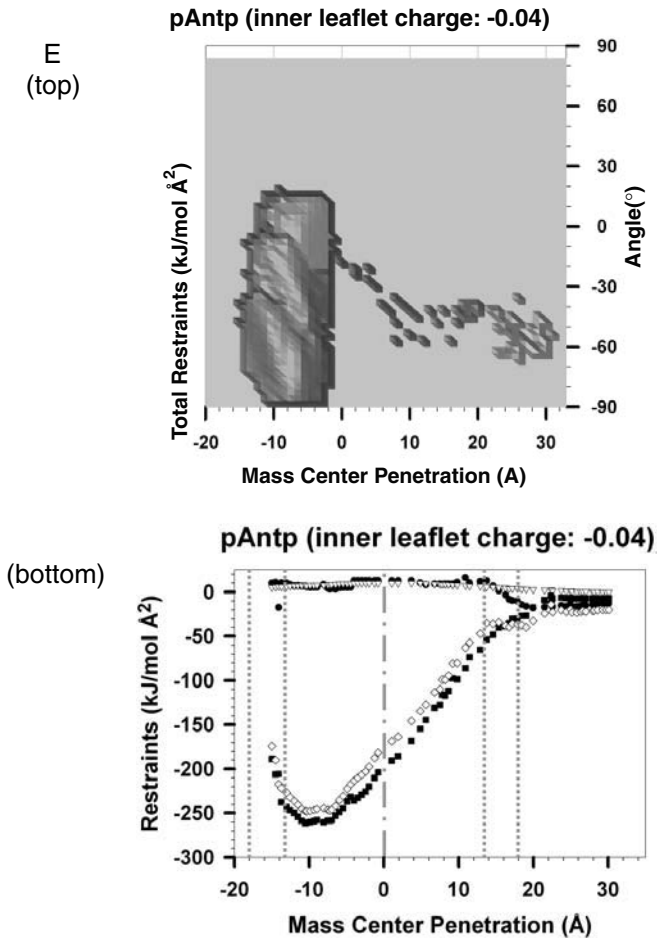 pAntp (inner leaflet charge: -0.04)
E
(top)
Total Restraints (kJ/mol Å²)
90
60
30
0
-30
-60
-90
Angle(°)
-20 -10 0 10 20 30
Mass Center Penetration (A)
pAntp (inner leaflet charge: -0.04)
(bottom)
Restraints (kJ/mol Å²)
0
-50
-100
-150
-200
-250
-300
-20 -10 0 10 20 30
Mass Center Penetration (Å)